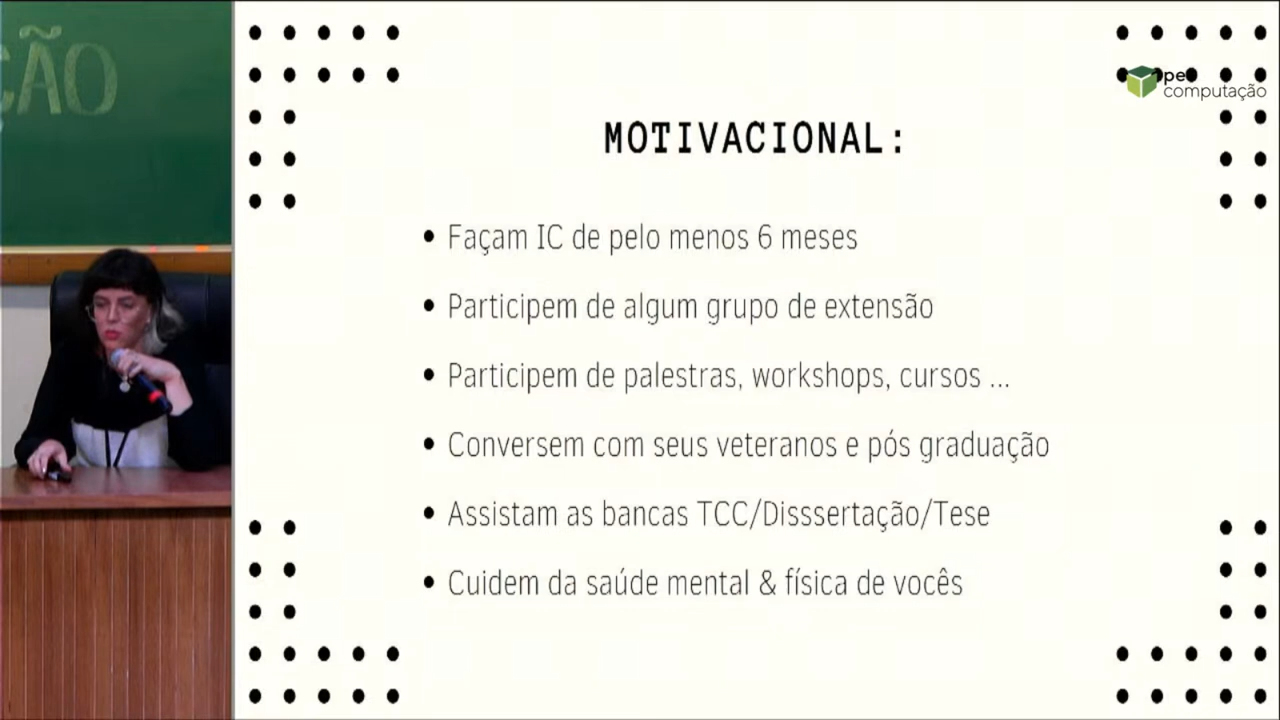 ÇÃO
pet
computação
MOTIVACIONAL:
• Façam IC de pelo menos 6 meses
• Participem de algum grupo de extensão
• Participem de palestras, workshops, cursos ...
• Conversem com seus veteranos e pós graduação
• Assistam as bancas TCC/Disssertação/Tese
• Cuidem da saúde mental & física de vocês